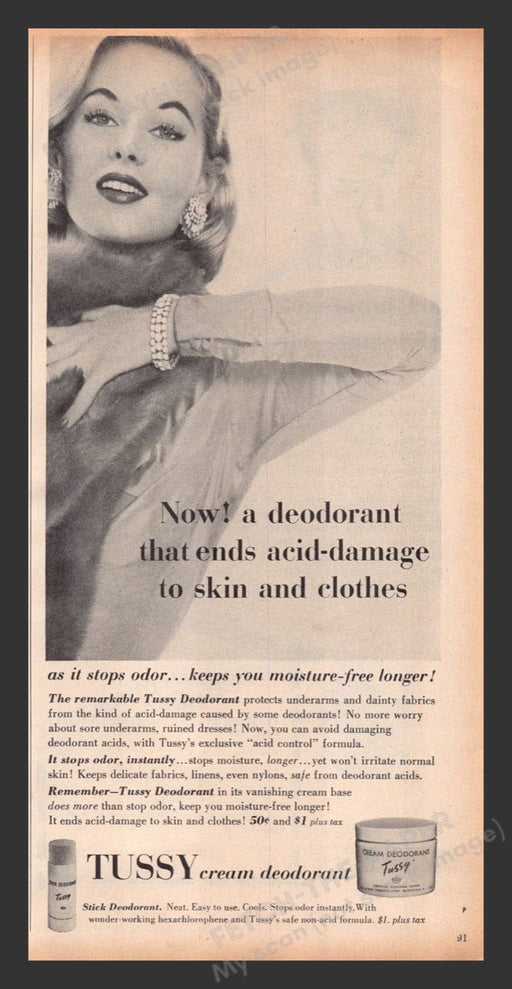 Now! a deodorant
that ends acid-damage
to skin and clothes
as it stops odor... keeps you moisture-free longer!
The remarkable Tussy Deodorant protects underarms and dainty fabrics
from the kind of acid-damage caused by some deodorants! No more worry
about sore underarms, ruined dresses! Now, you can avoid damaging
deodorant acids, with Tussy's exclusive "acid control" formula.
It stops odor, instantly...stops moisture, longer...yet won't irritate normal
skin! Keeps delicate fabrics, linens, even nylons, safe from deodorant acids.
Remember—Tussy Deodorant in its vanishing cream base
does more than stop odor, keep you moisture-free longer!
It ends acid-damage to skin and clothes! 50¢ and $1 plus tax
TUSSY cream deodorant
CREAM DEODORANT
Tussy
STICK DEODORANT
Tussy
Stick Deodorant. Neat. Easy to use. Cools. Stops odor instantly. With
wonder-working hexachlorophene and Tussy's safe non-acid formula. $1. plus tax
P
91